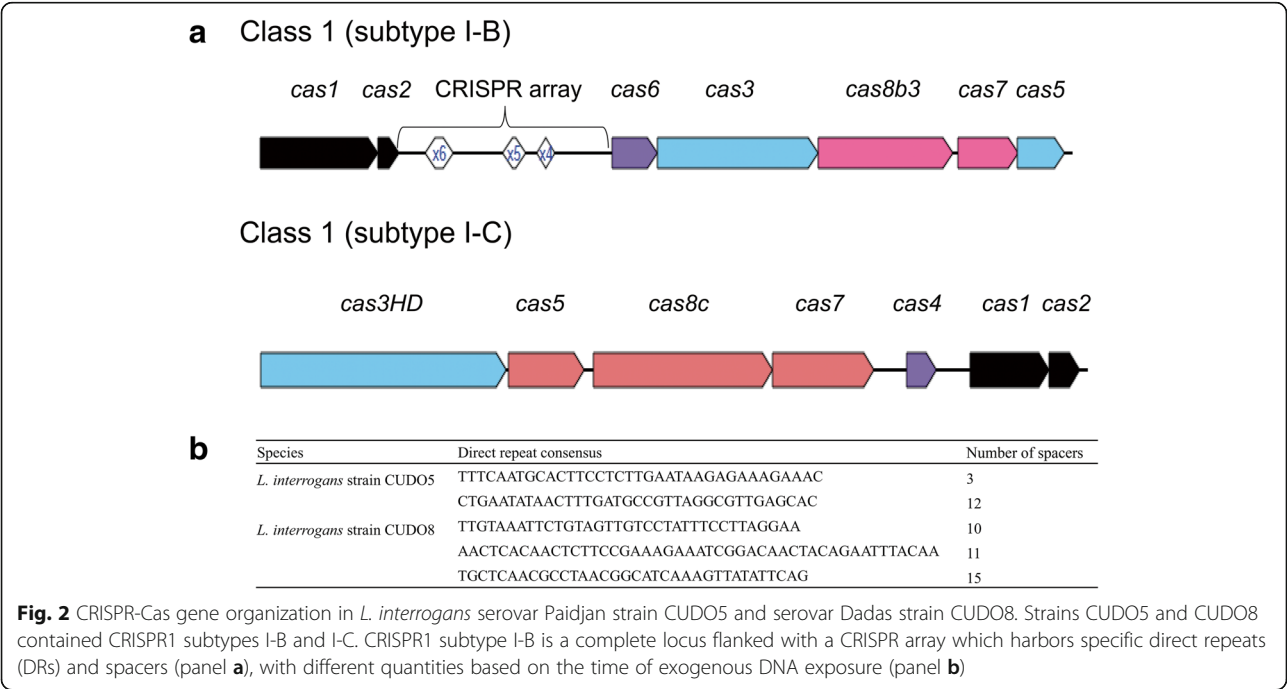 a Class 1 (subtype I-B)
cas1 cas2 CRISPR array cas6 cas3 cas8b3 cas7 cas5
x6 x5 x4
Class 1 (subtype I-C)
cas3HD cas5 cas8c cas7 cas4 cas1 cas2
b
Species Direct repeat consensus Number of spacers
L. interrogans strain CUDO5 TTTCAATGCACTTCCTCTTGAATAAGAGAAAGAAAC 3
CTGAATATAACTTTGATGCCGTTAGGCGTTGAGCAC 12
L. interrogans strain CUDO8 TTGTAAATTCTGTAGTTGTCCTATTTCCTTAGGAA 10
AACTCACAACTCTTCCGAAAGAAATCGGACAACTACAGAATTTACAA 11
TGCTCAACGCCTAACGGCATCAAAGTTATATTCAG 15
Fig. 2 CRISPR-Cas gene organization in L. interrogans serovar Paidjan strain CUDO5 and serovar Dadas strain CUDO8. Strains CUDO5 and CUDO8
contained CRISPR1 subtypes I-B and I-C. CRISPR1 subtype I-B is a complete locus flanked with a CRISPR array which harbors specific direct repeats
(DRs) and spacers (panel a), with different quantities based on the time of exogenous DNA exposure (panel b)